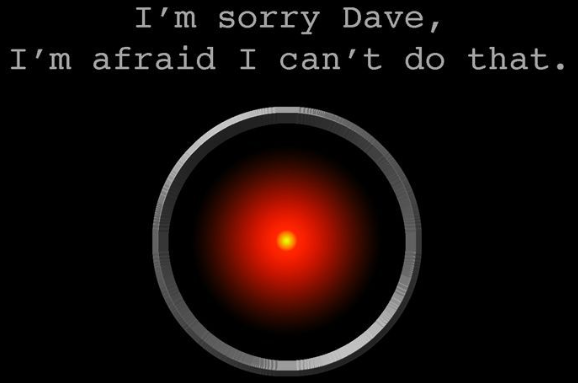 I’m sorry Dave,
I’m afraid I can’t do that.